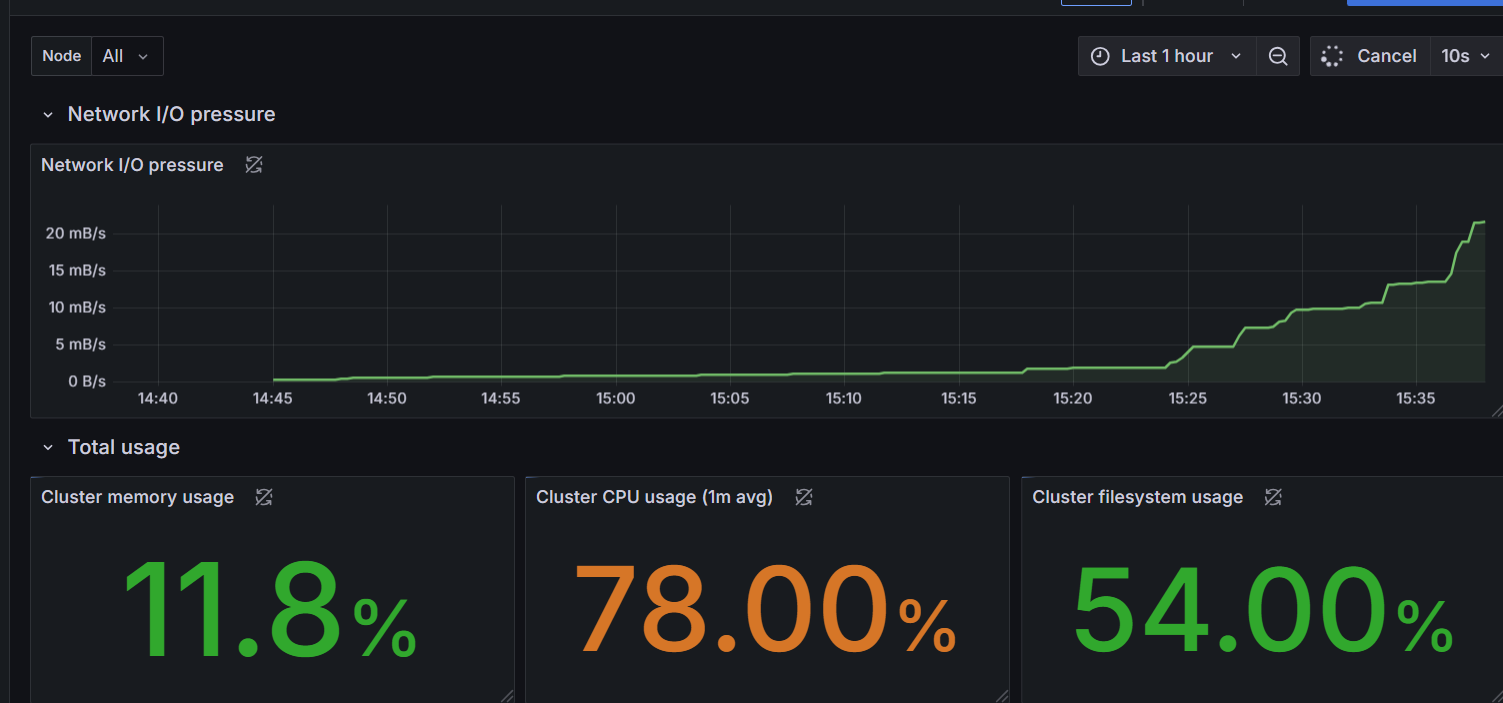 Node All Last 1 hour Cancel 10s
Network I/O pressure
Network I/O pressure
20 mB/s
15 mB/s
10 mB/s
5 mB/s
0 B/s
14:40 14:45 14:50 14:55 15:00 15:05 15:10 15:15 15:20 15:25 15:30 15:35
Total usage
Cluster memory usage Cluster CPU usage (1m avg) Cluster filesystem usage
11.8% 78.00% 54.00%